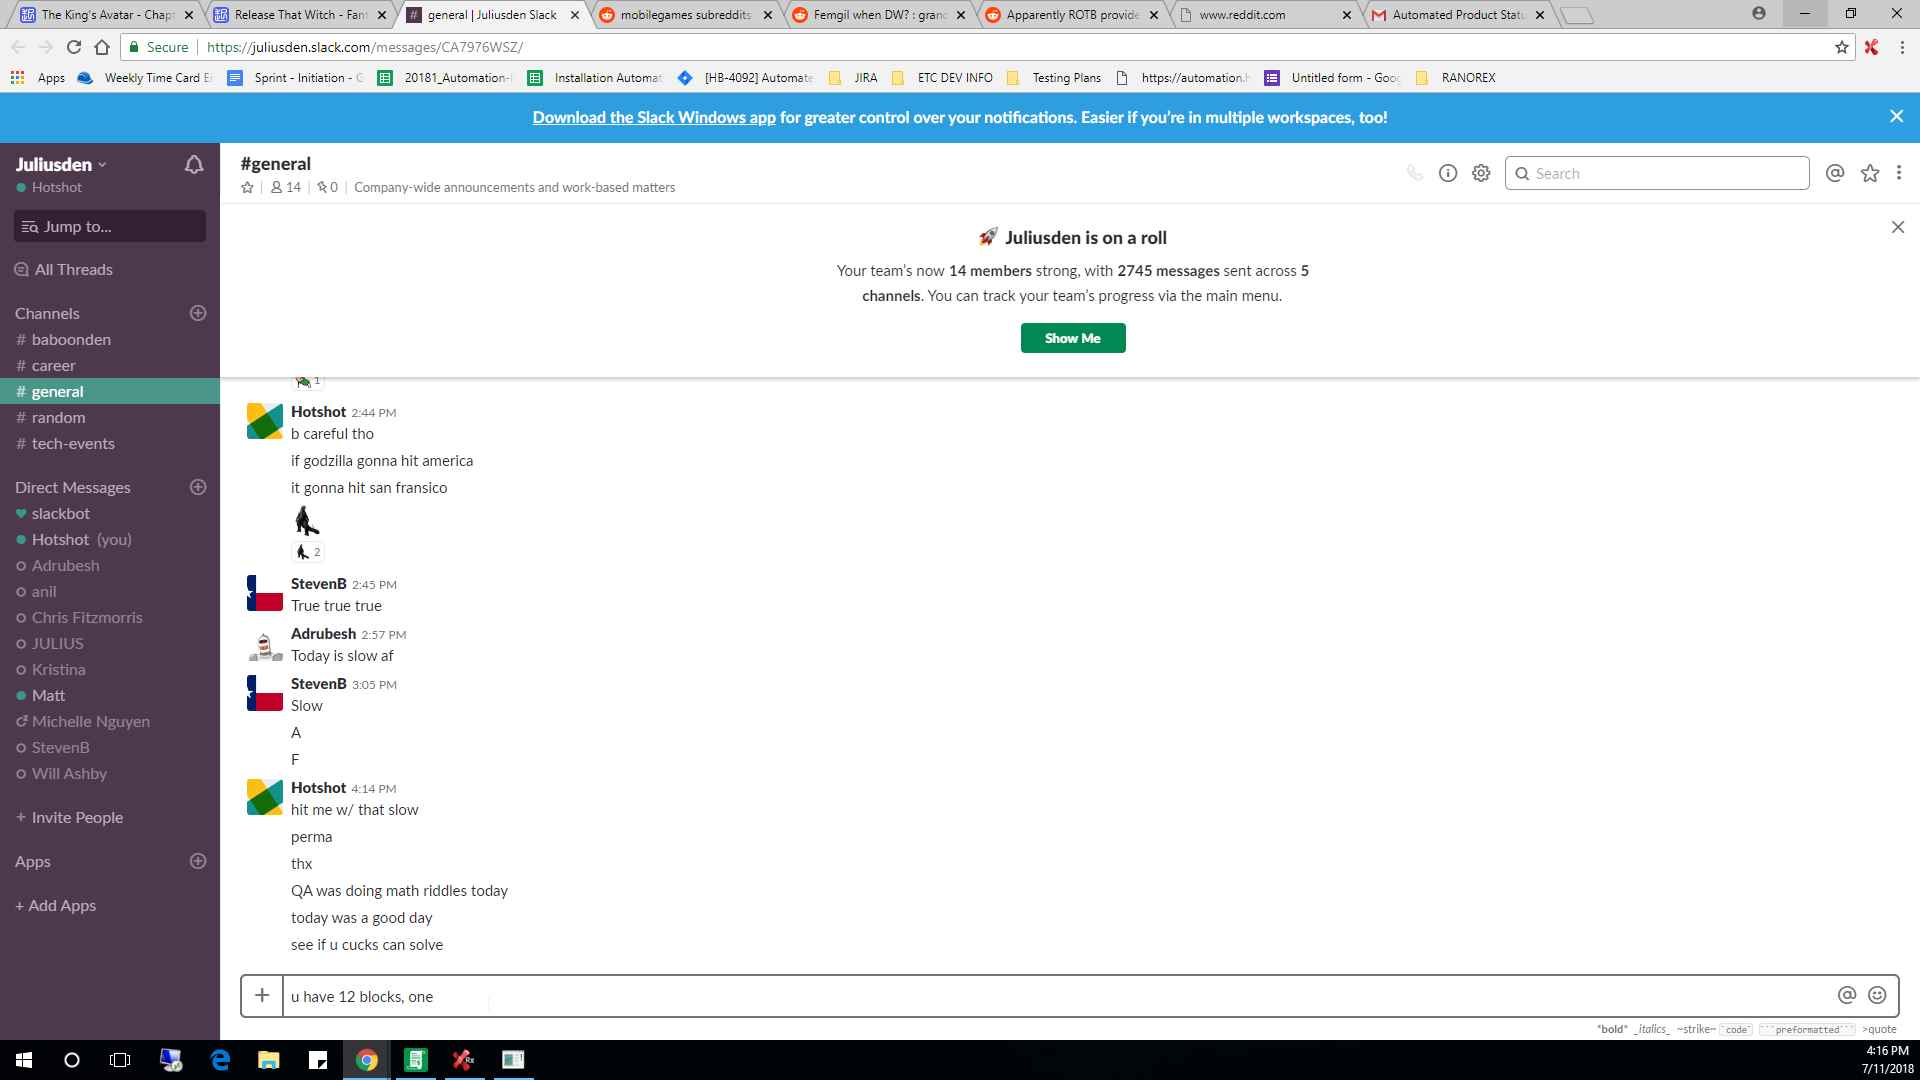 The King's Avatar - Chapt
Release That Witch - Fant
general | Juliusden Slack
mobilegames subreddits
Femgil when DW? : granc
Apparently ROTB provide
www.reddit.com
Automated Product Statu
Secure
https://juliusden.slack.com/messages/CA7976WSZ/
Apps
Weekly Time Card E
Sprint - Initiation - G
20181_Automation-
Installation Automat
[HB-4092] Automate
JIRA
ETC DEV INFO
Testing Plans
https://automation.h
Untitled form - Goog
RANOREX
Download the Slack Windows app for greater control over your notifications. Easier if you're in multiple workspaces, too!
Juliusden
Hotshot
Jump to...
All Threads
Channels
# baboonden
# career
# general
# random
# tech-events
Direct Messages
slackbot
Hotshot (you)
Adrubesh
anil
Chris Fitzmorris
JULIUS
Kristina
Matt
Michelle Nguyen
StevenB
Will Ashby
+ Invite People
Apps
+ Add Apps
#general
14
0
Company-wide announcements and work-based matters
Search
Juliusden is on a roll
Your team's now 14 members strong, with 2745 messages sent across 5
channels. You can track your team's progress via the main menu.
Show Me
1
Hotshot 2:44 PM
b careful tho
if godzilla gonna hit america
it gonna hit san fransico
2
StevenB 2:45 PM
True true true
Adrubesh 2:57 PM
Today is slow af
StevenB 3:05 PM
Slow
A
F
Hotshot 4:14 PM
hit me w/ that slow
perma
thx
QA was doing math riddles today
today was a good day
see if u cucks can solve
u have 12 blocks, one
*bold* _italics_ ~strike~ `code` ```preformatted``` >quote
4:16 PM
7/11/2018